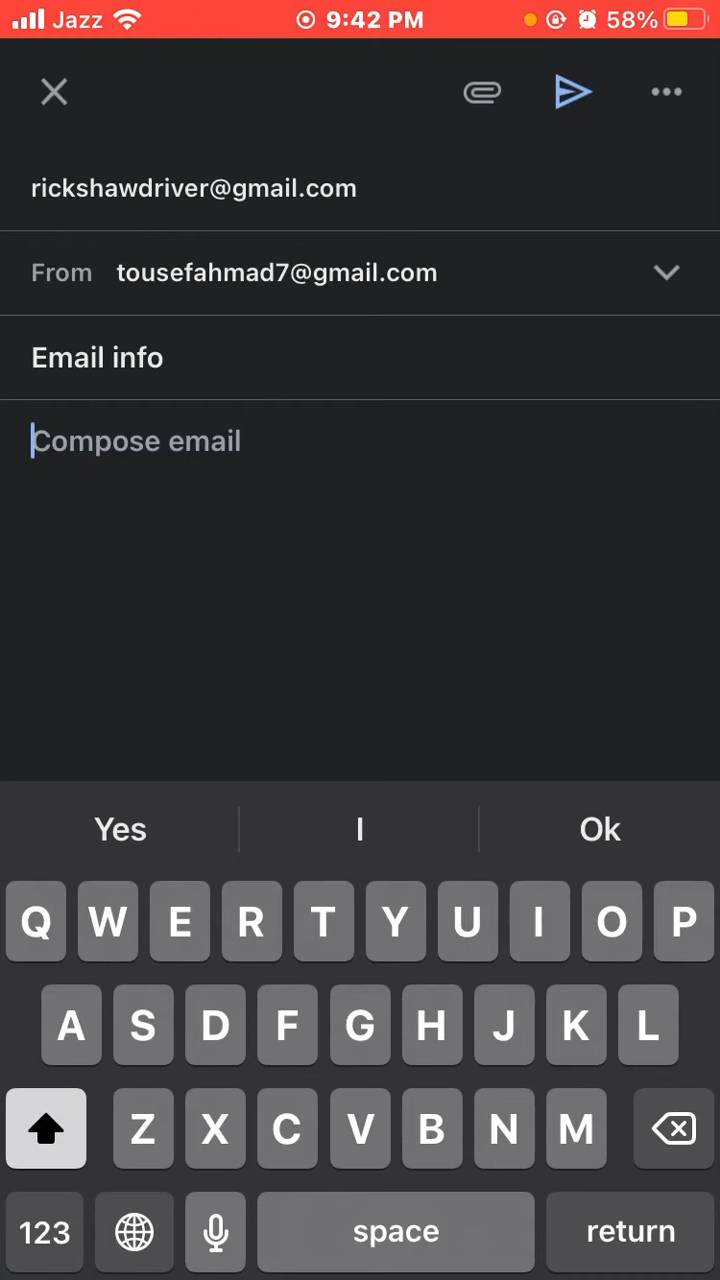 Jazz 9:42 PM 58%
rickshawdriver@gmail.com
From tousefahmad7@gmail.com
Email info
Compose email
Yes I Ok
Q W E R T Y U I O P
A S D F G H J K L
Z X C V B N M
123 space return